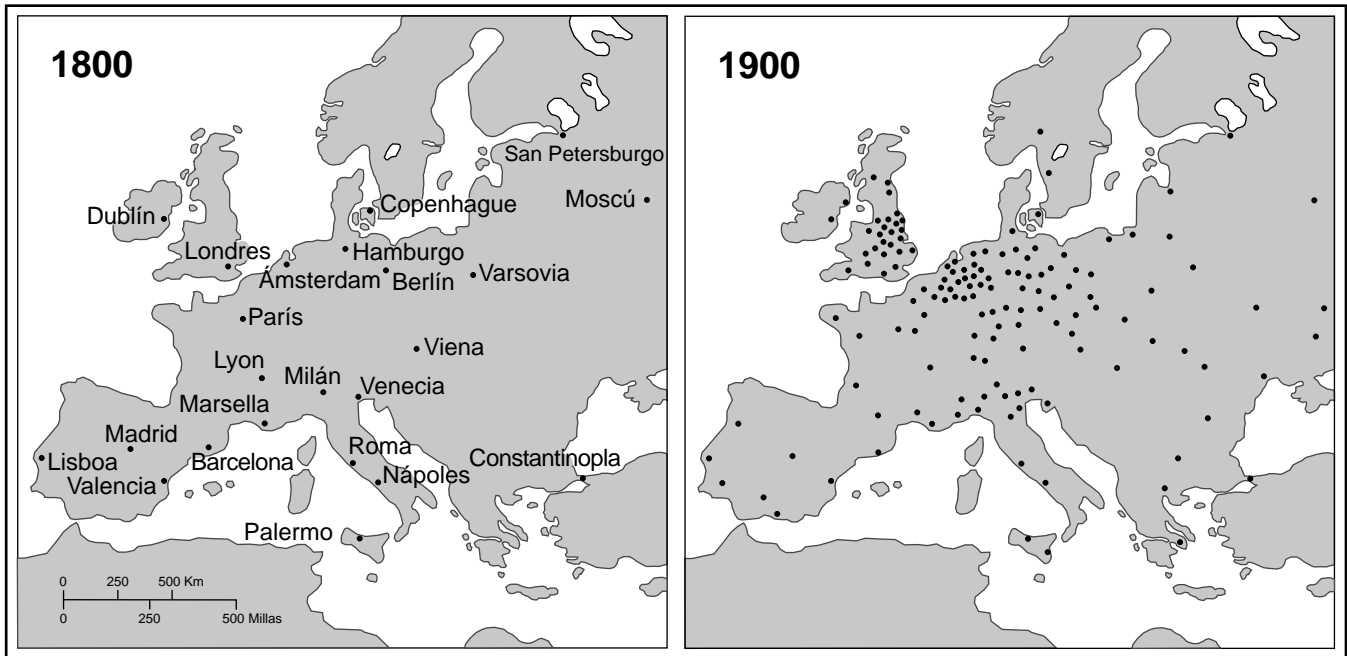 1800
1900
San Petersburgo
Moscú
Copenhague
Dublín
Hamburgo
Londres
Ámsterdam
Berlín
Varsovia
París
Viena
Lyon
Milán
Venecia
Marsella
Madrid
Roma
Constantinopla
Lisboa
Barcelona
Nápoles
Valencia
Palermo
0 250 500 Km
0 250 500 Millas